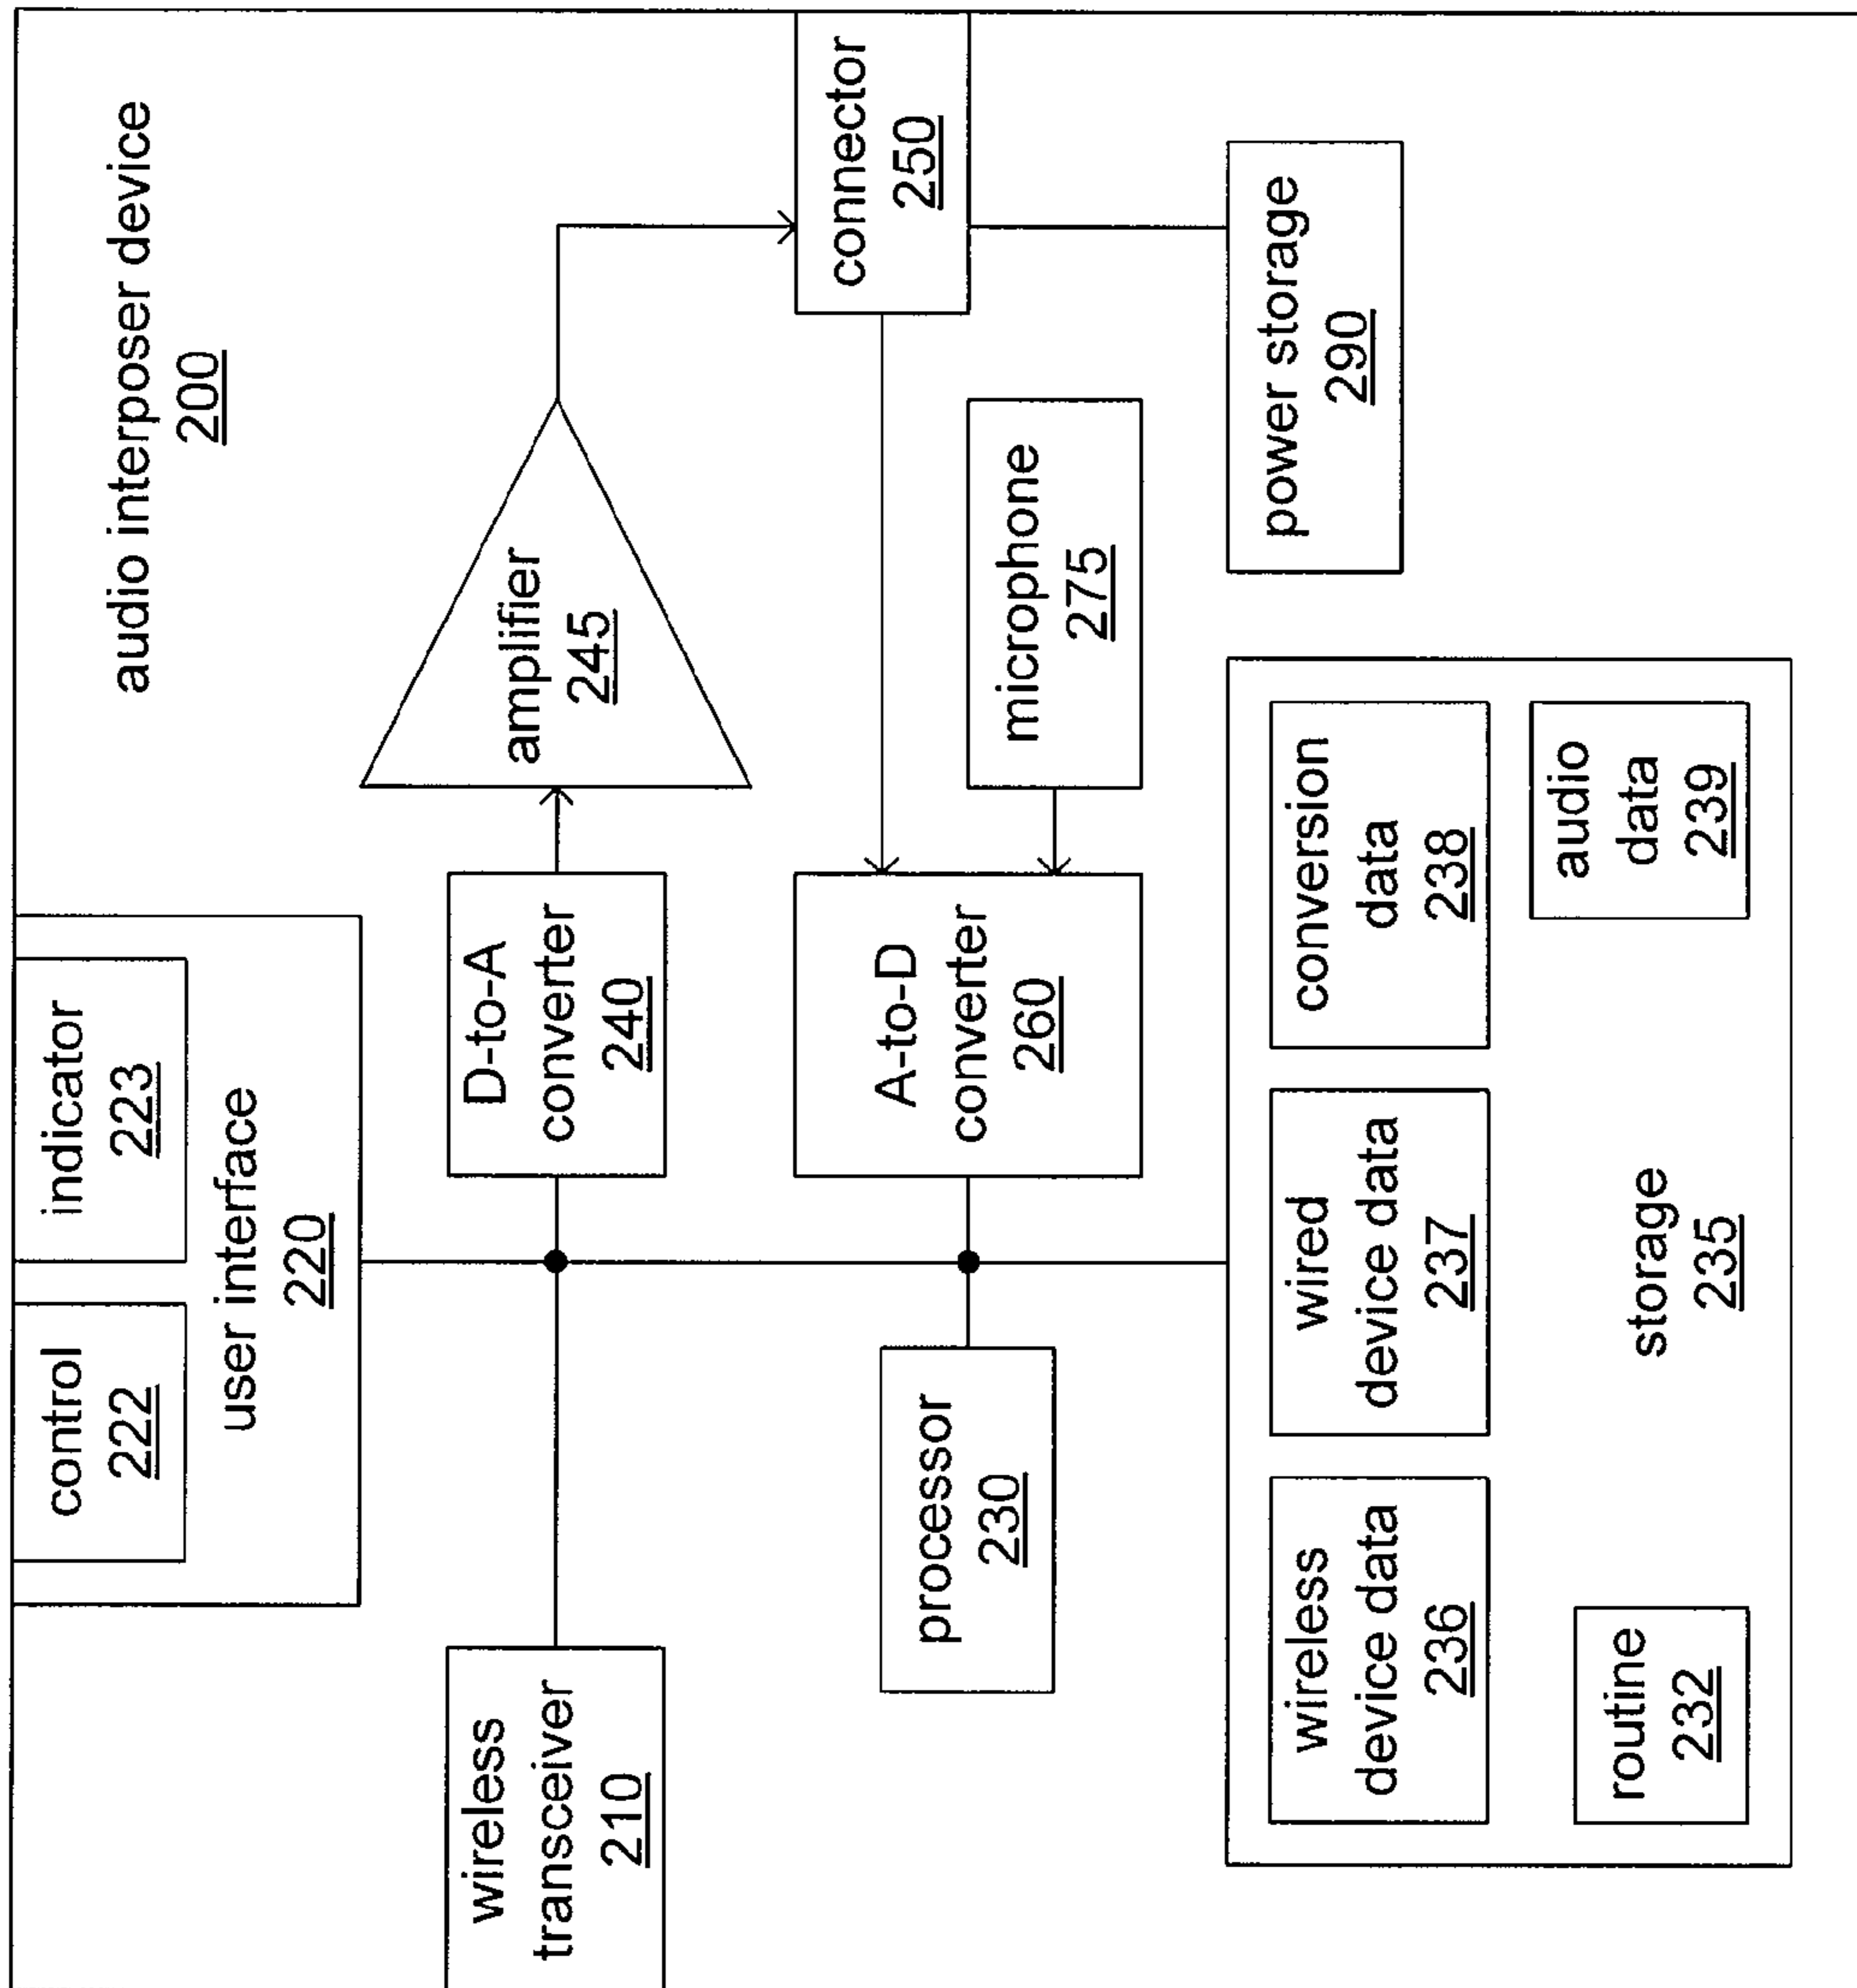 audio interposer device
200
control
222
indicator
223
user interface
220
wireless
transceiver
210
D-to-A
converter
240
amplifier
245
connector
250
processor
230
A-to-D
converter
260
microphone
275
power storage
290
wireless
device data
236
wired
device data
237
conversion
data
238
routine
232
storage
235
audio
data
239